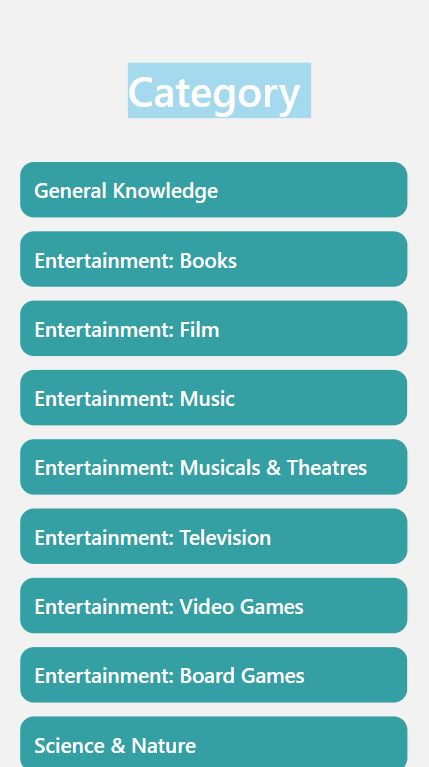 Category
General Knowledge
Entertainment: Books
Entertainment: Film
Entertainment: Music
Entertainment: Musicals & Theatres
Entertainment: Television
Entertainment: Video Games
Entertainment: Board Games
Science & Nature